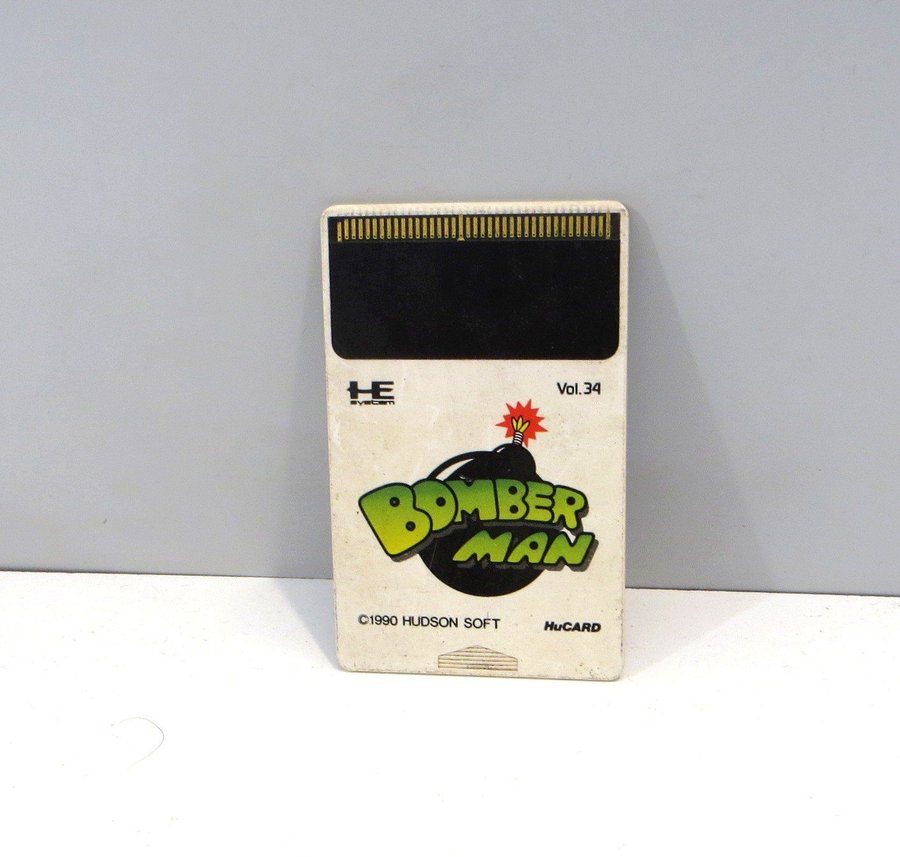 HE
system
Vol.34
BOMBER
MAN
©1990 HUDSON SOFT
HuCARD